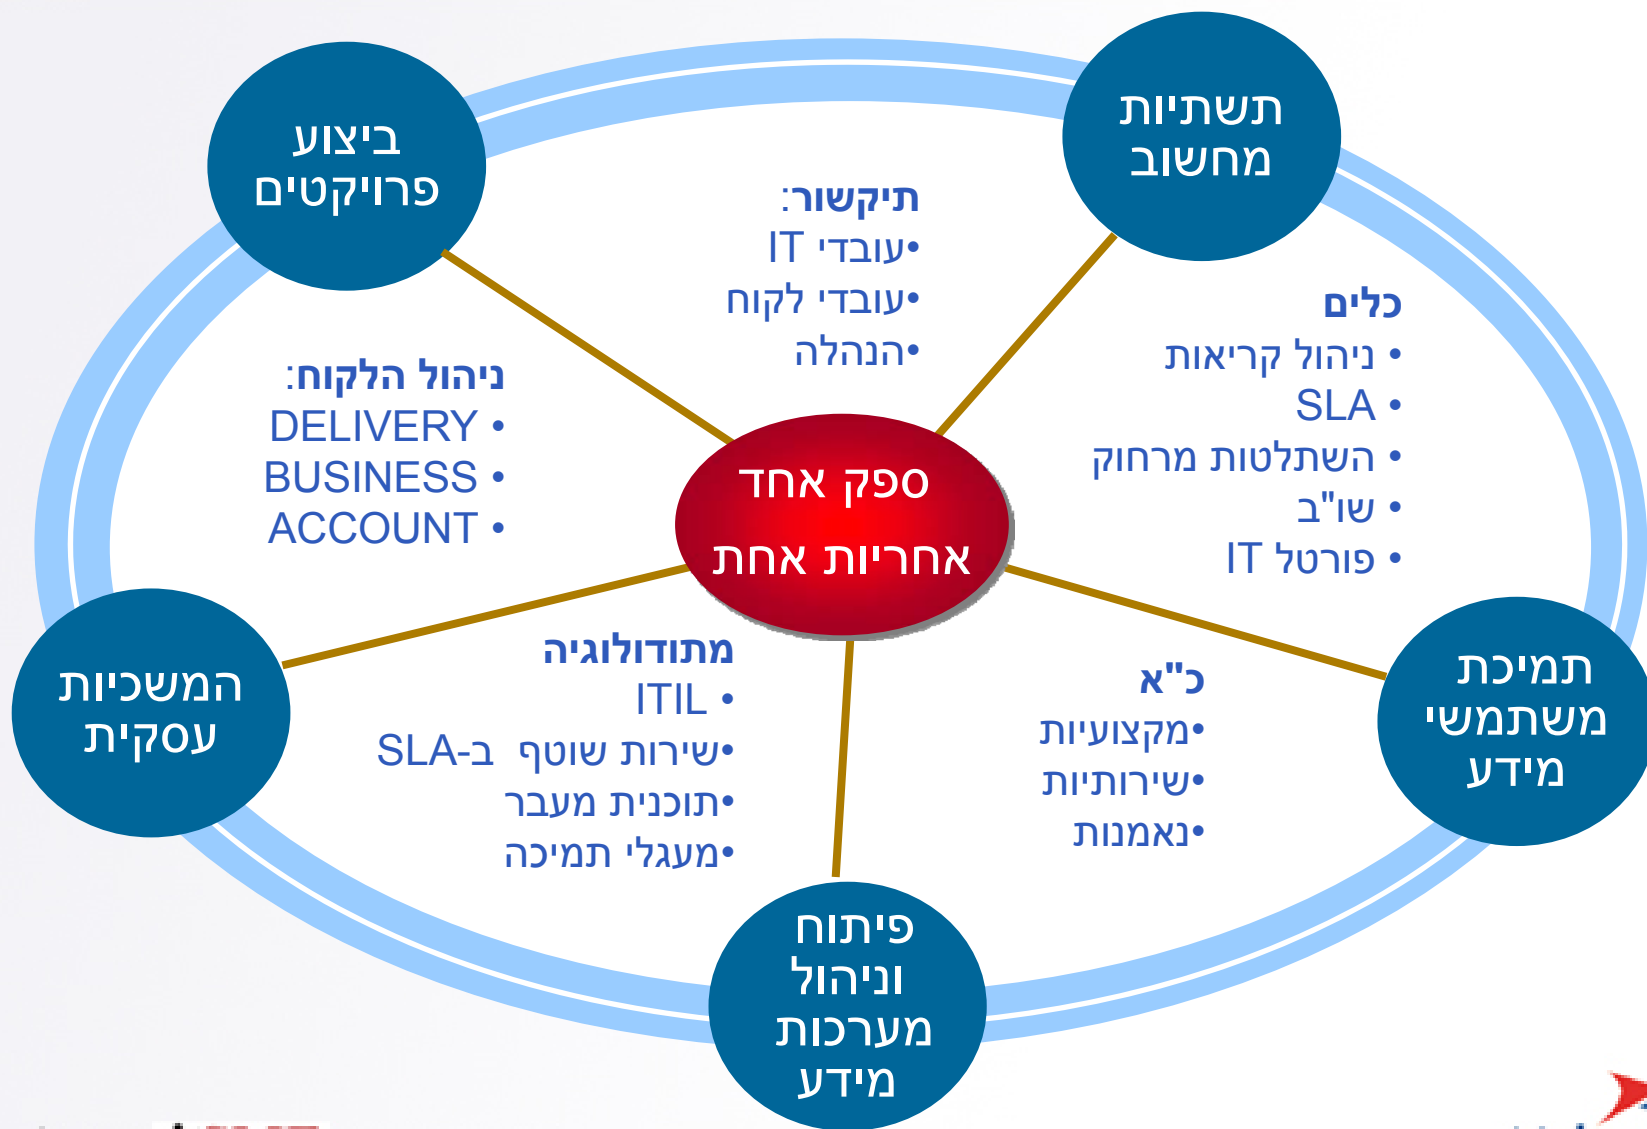 תשתיות
מחשוב
ביצוע
פרויקטים
תיקשור:
•עובדי IT
•עובדי לקוח
•הנהלה
כלים
• ניהול קריאות
• SLA
• השתלטות מרחוק
• שו"ב
• פורטל IT
ניהול הלקוח:
• DELIVERY
• BUSINESS
• ACCOUNT
ספק אחד
אחריות אחת
תמיכת
משתמשי
מידע
כ"א
•מקצועיות
•שירותיות
•נאמנות
מתודולוגיה
• ITIL
•שירות שוטף ב-SLA
•תוכנית מעבר
•מעגלי תמיכה
המשכיות
עסקית
פיתוח
וניהול
מערכות
מידע